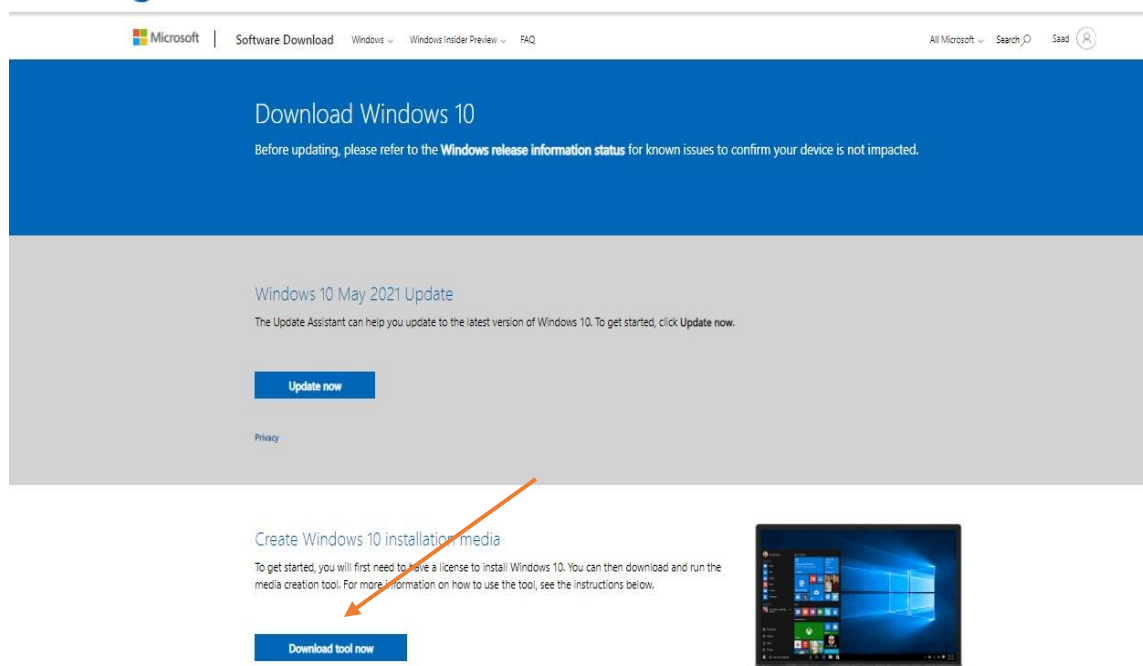 Microsoft Software Download Windows Windows Insider Preview FAQ All Microsoft Search Saad
Download Windows 10
Before updating, please refer to the Windows release information status for known issues to confirm your device is not impacted.
Windows 10 May 2021 Update
The Update Assistant can help you update to the latest version of Windows 10. To get started, click Update now.
Update now
Privacy
Create Windows 10 installation media
To get started, you will first need to have a license to install Windows 10. You can then download and run the
media creation tool. For more information on how to use the tool, see the instructions below.
Download tool now